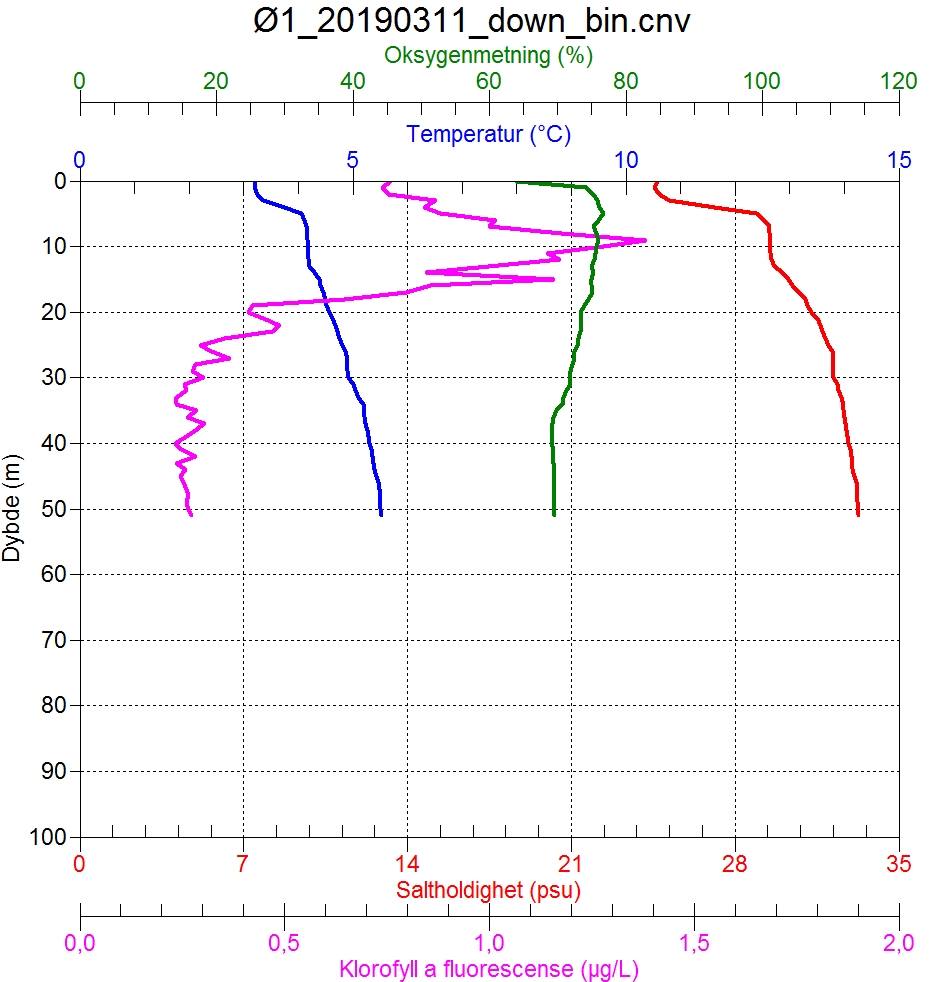 Ø1_20190311_down_bin.cnv
Oksygenmetning (%)
0 20 40 60 80 100 120
Temperatur (°C)
0 5 10 15
0
10
20
30
40
50
60
70
80
90
100
Dybde (m)
0 7 14 21 28 35
Saltholdighet (psu)
0,0 0,5 1,0 1,5 2,0
Klorofyll a fluorescense (µg/L)